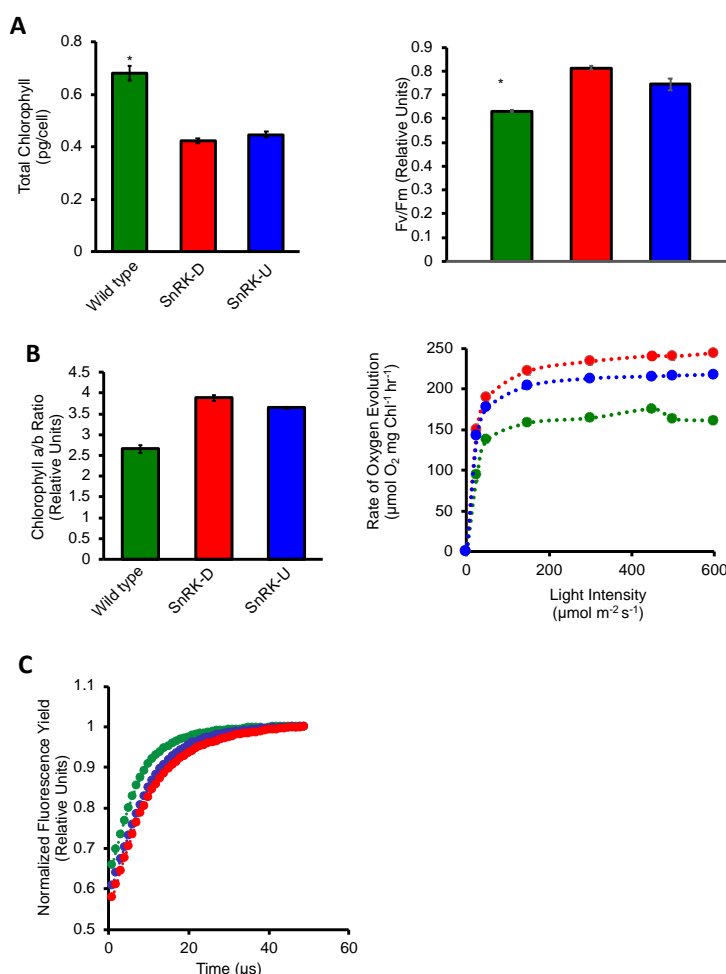 A
0.8
0.6
0.4
0.2
0
Total Chlorophyll
(pg/cell)
*
Wild type
SnRK-D
SnRK-U
0.9
0.8
0.7
0.6
0.5
0.4
0.3
0.2
0.1
0
Fv/Fm (Relative Units)
*
B
4.5
4
3.5
3
2.5
2
1.5
1
0.5
0
Chlorophyll a/b Ratio
(Relative Units)
Wild type
SnRK-D
SnRK-U
250
200
150
100
50
0
Rate of Oxygen Evolution
(µmol O₂ mg Chl⁻¹ hr⁻¹)
0 200 400 600
Light Intensity
(µmol m⁻² s⁻¹)
C
1.1
1
0.9
0.8
0.7
0.6
0.5
Normalized Fluorescence Yield
(Relative Units)
0 20 40 60
Time (µs)